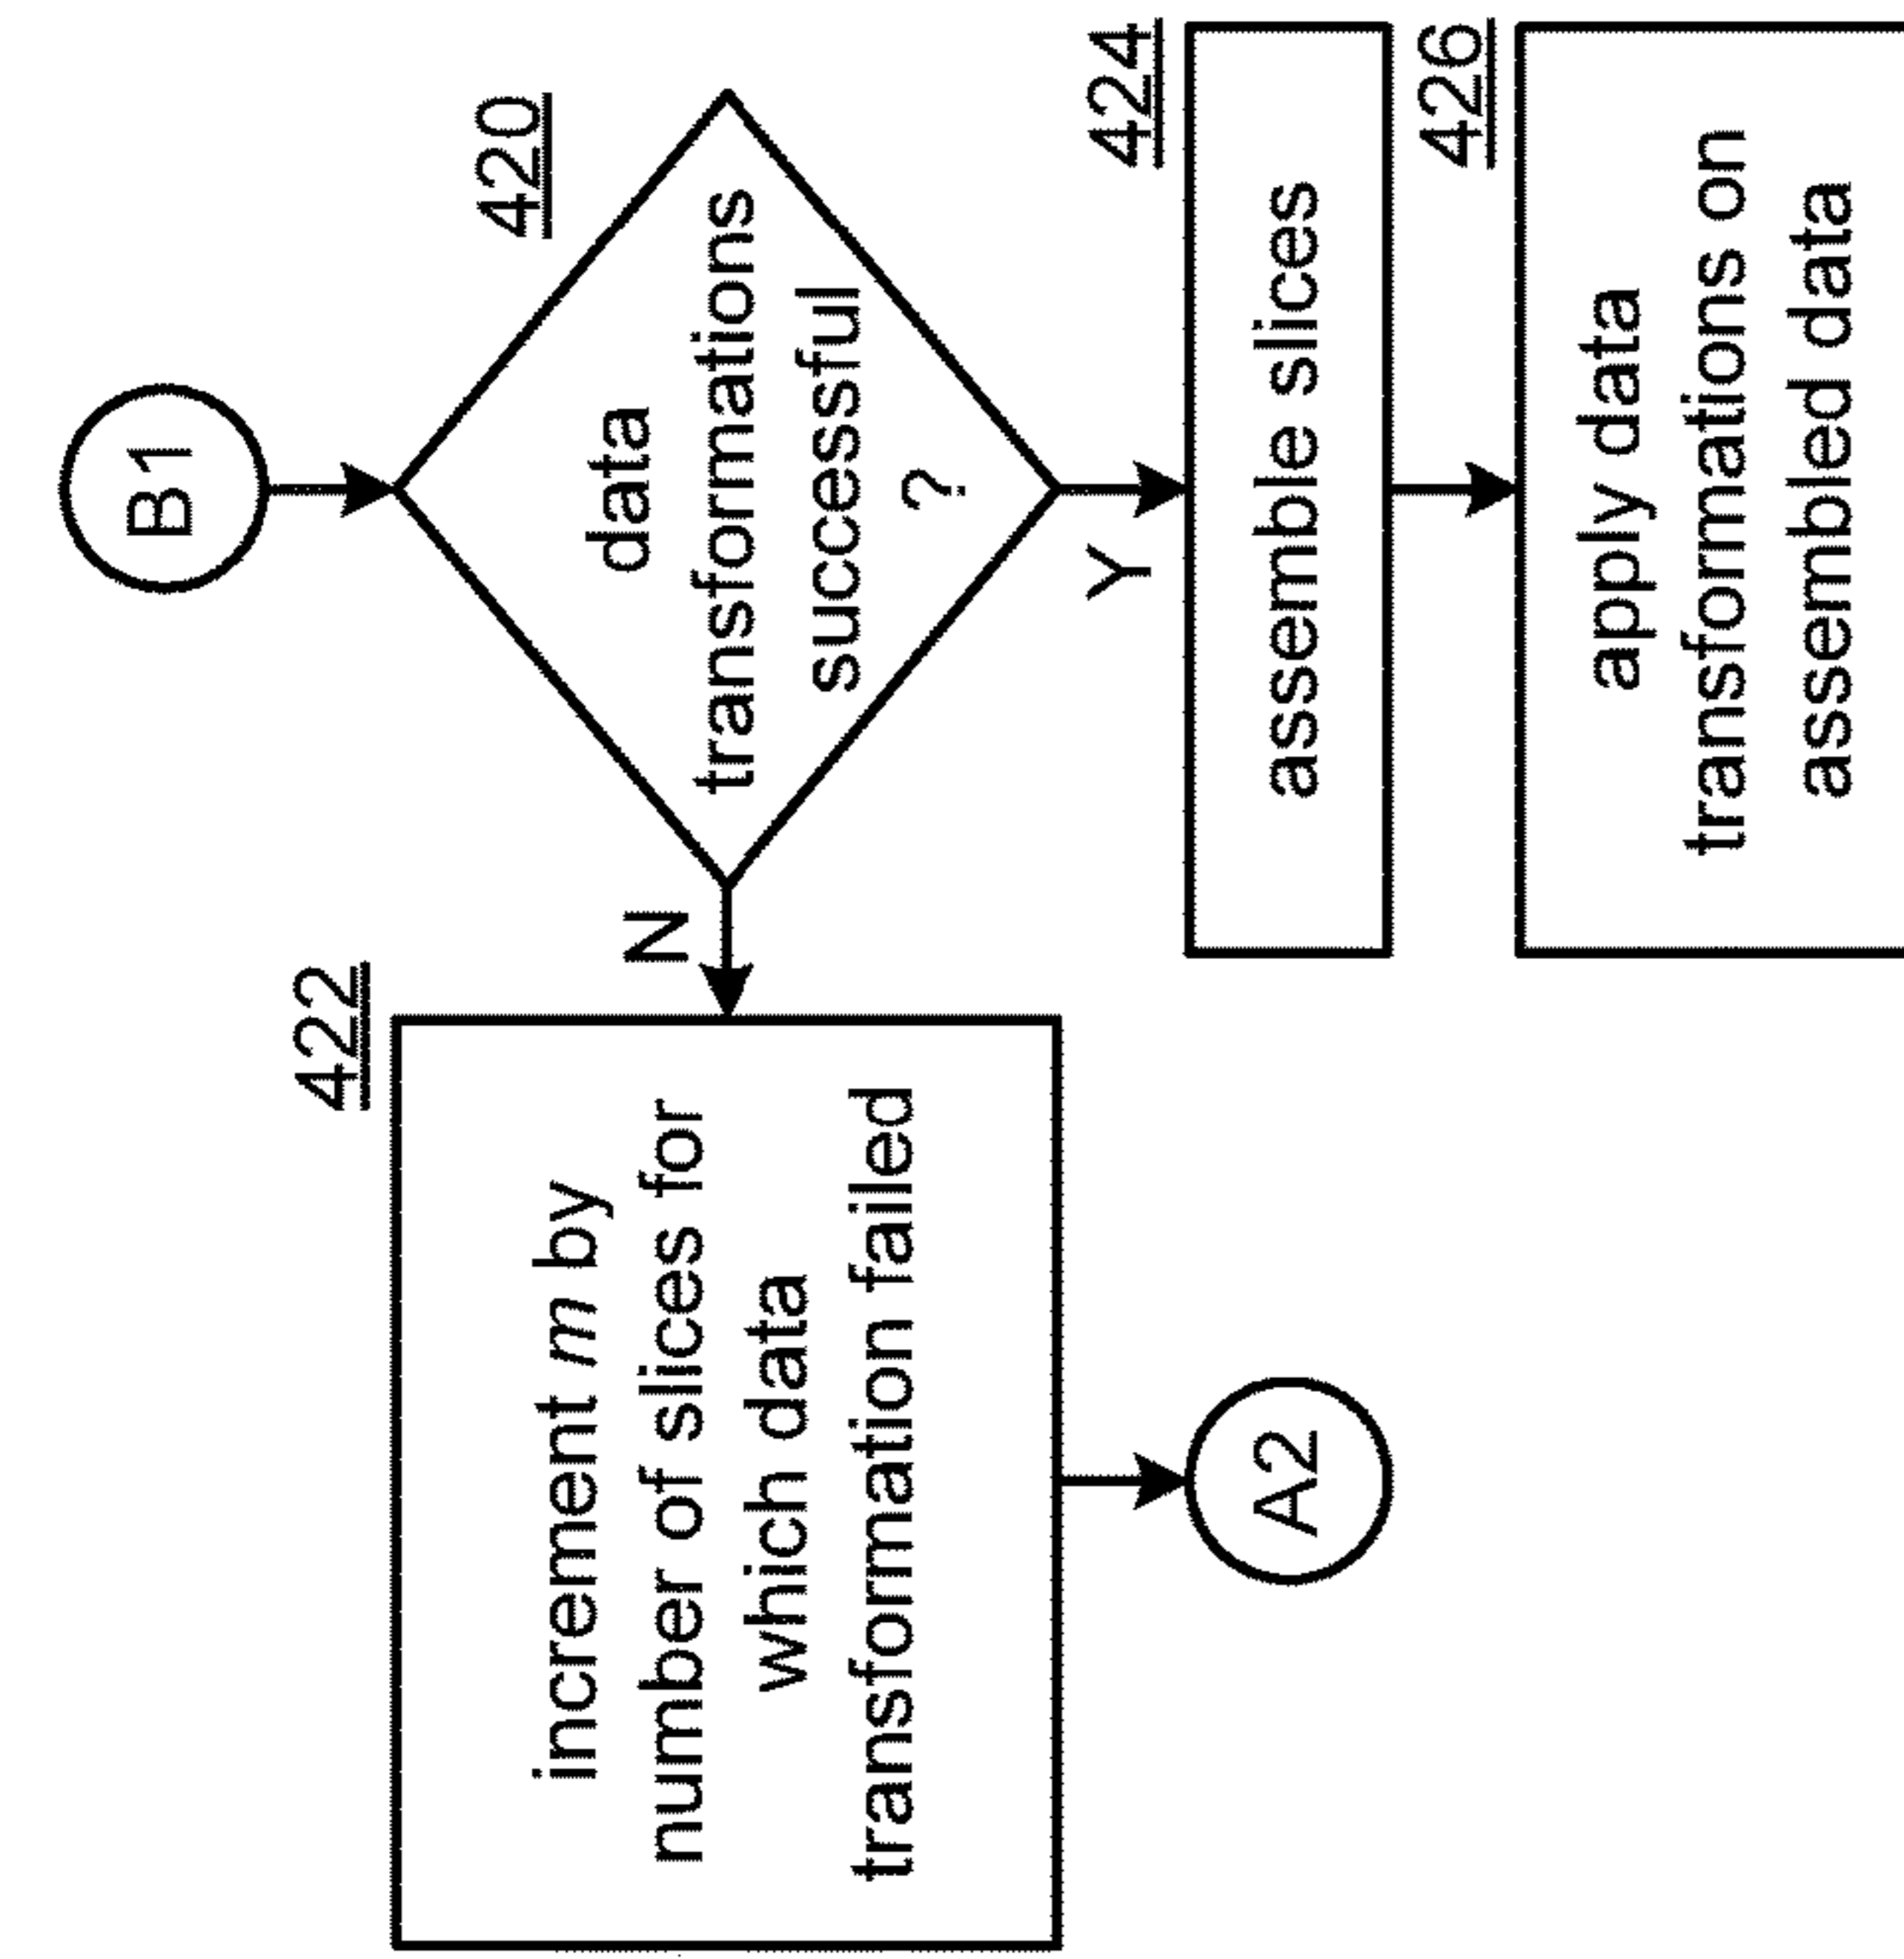 B1
420
data
transformations
successful
?
N
Y
422
increment m by
number of slices for
which data
transformation failed
A2
424
assemble slices
426
apply data
transformations on
assembled data